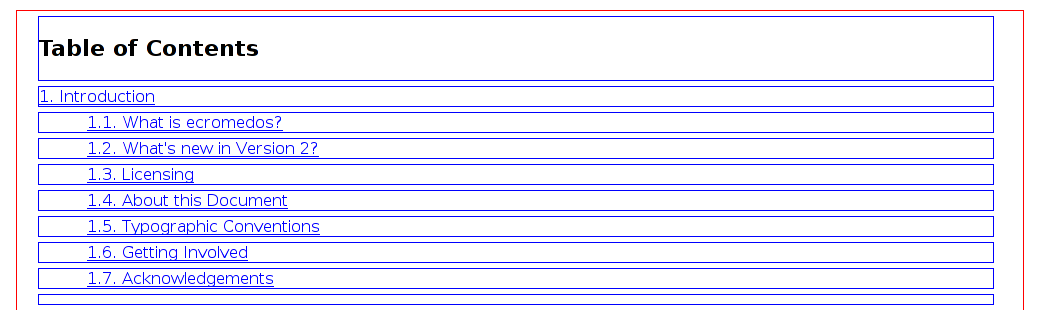 Table of Contents
1. Introduction
1.1. What is ecromedos?
1.2. What's new in Version 2?
1.3. Licensing
1.4. About this Document
1.5. Typographic Conventions
1.6. Getting Involved
1.7. Acknowledgements